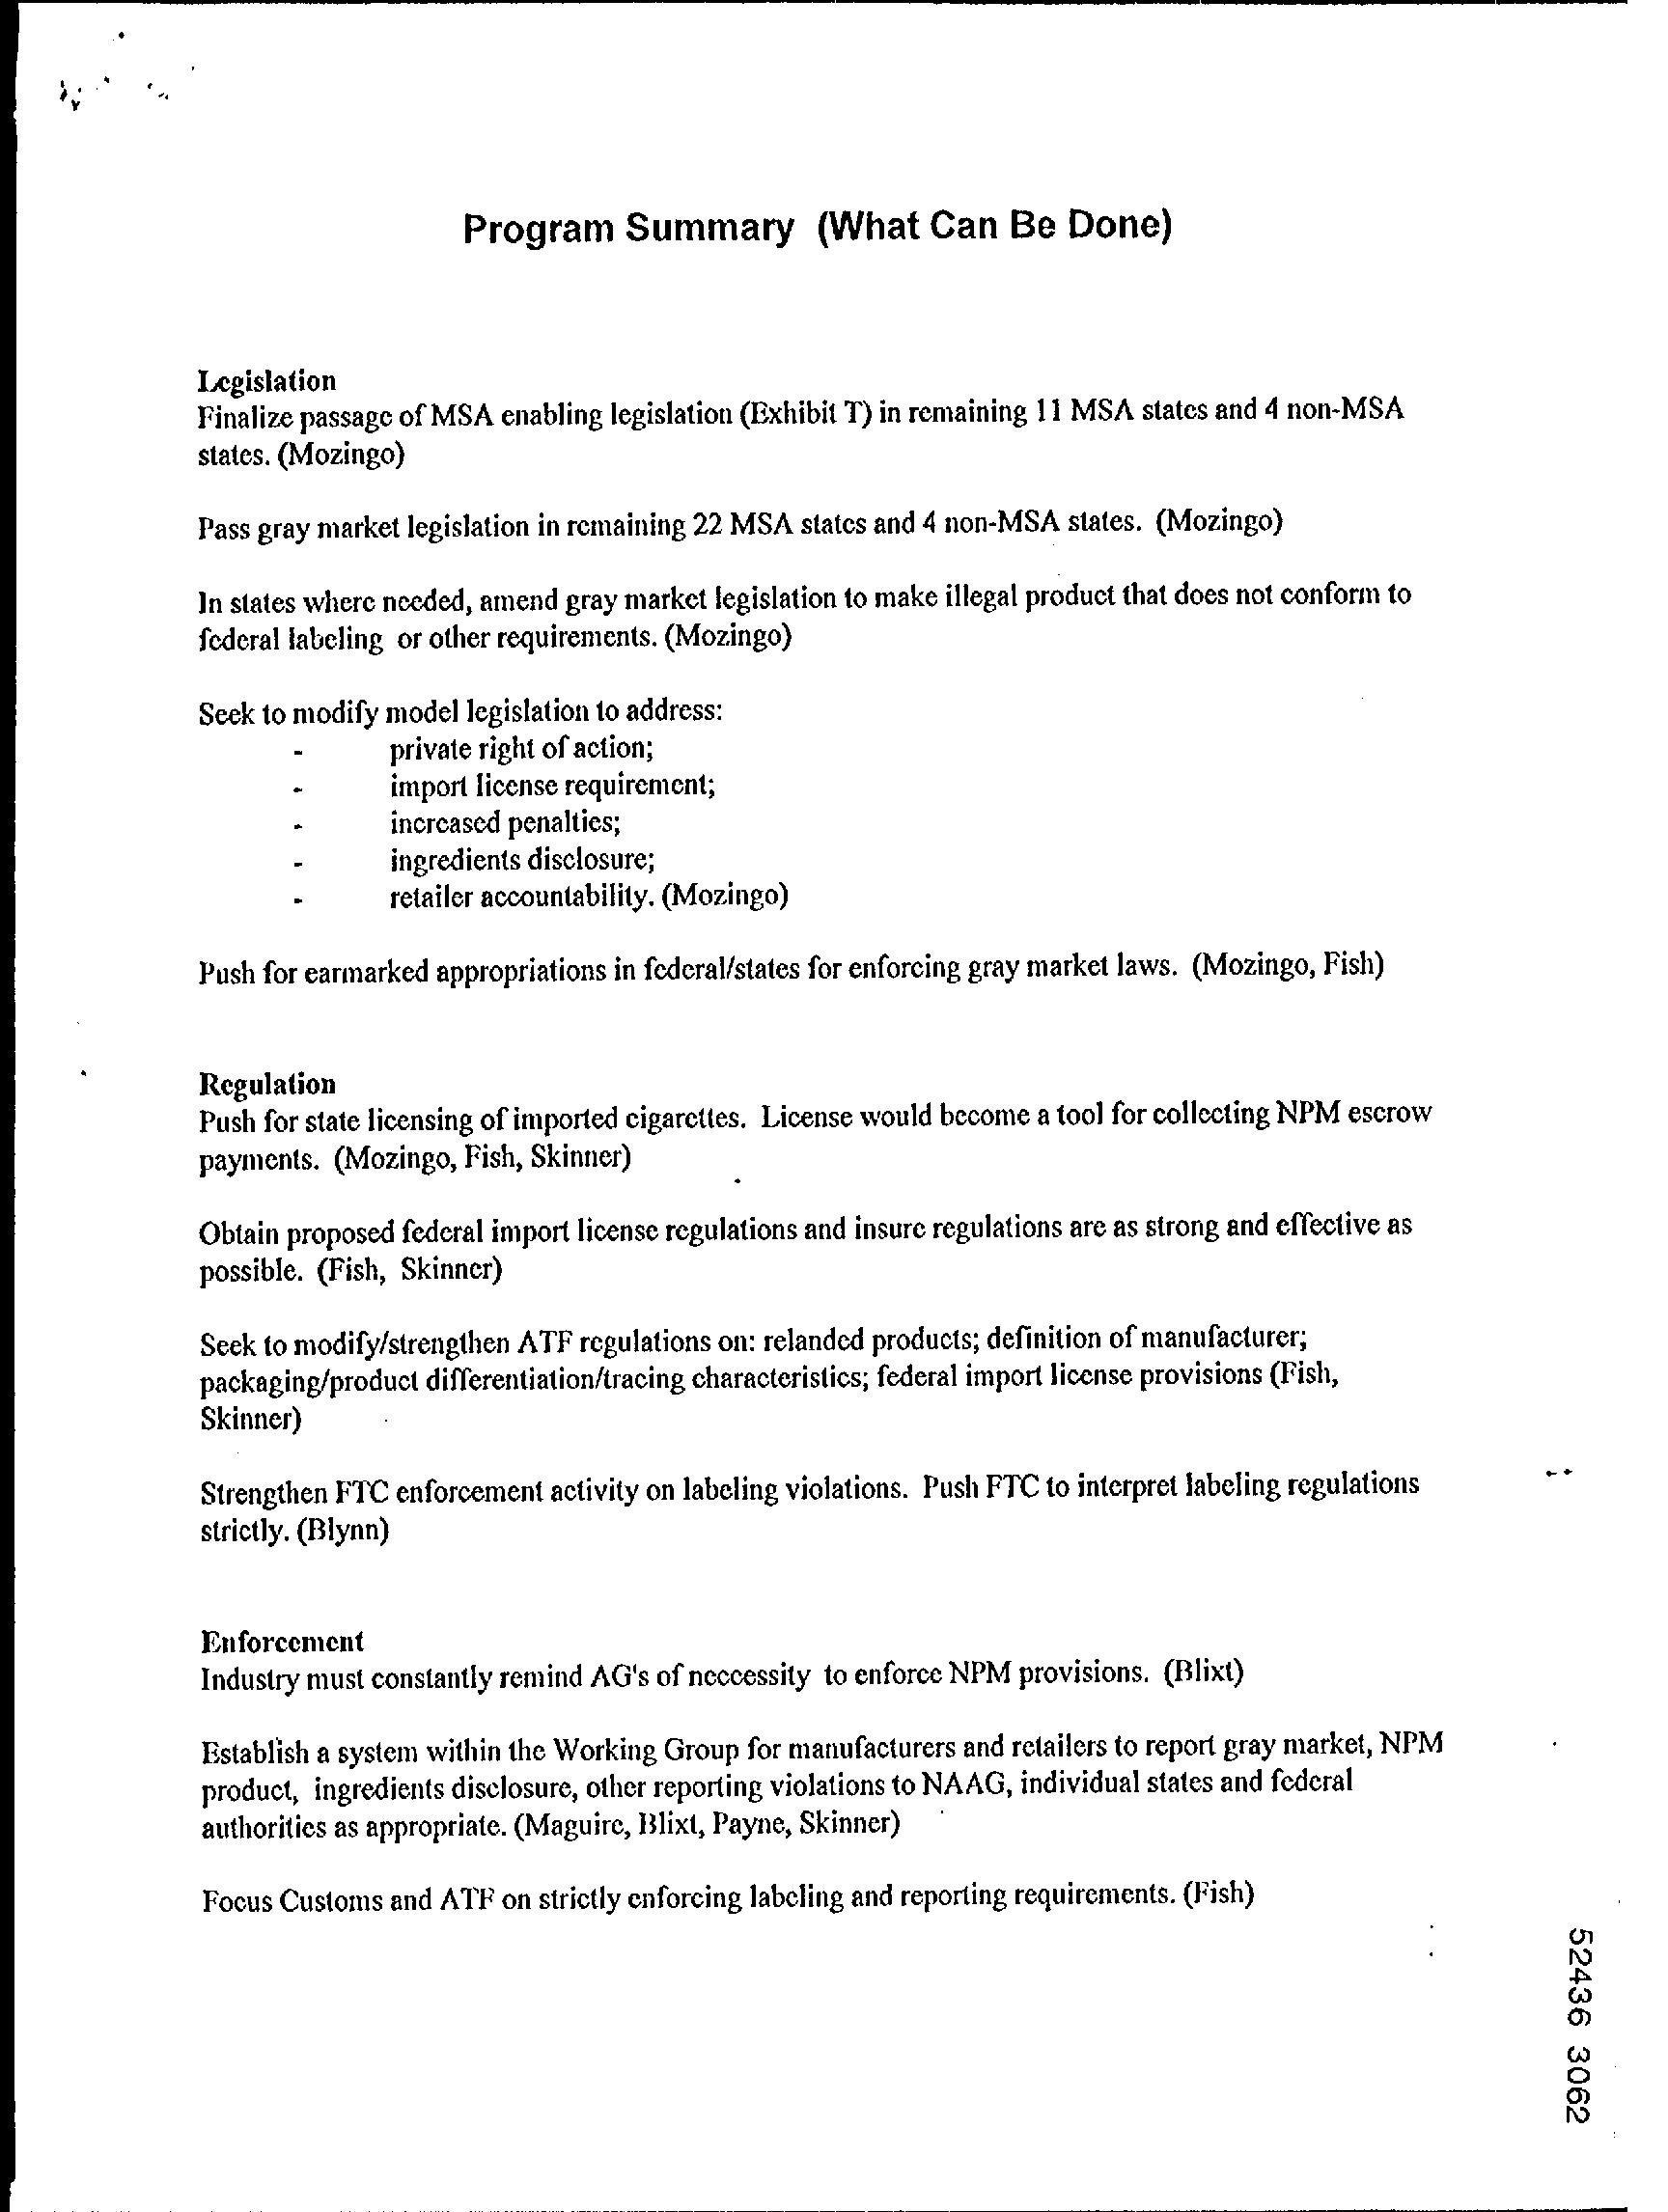 Program Summary (What Can Be Done)
Legislation
Finalize passage of MSA enabling legislation (Exhibit T) in remaining 11 MSA states and 4 non-MSA
states. (Mozingo)
Pass gray market legislation in remaining 22 MSA states and 4 non-MSA states. (Mozingo)
In states where needed, amend gray market legislation to make illegal product that does not conform to
federal labeling or other requirements. (Mozingo)
Seek to modify model legislation to address:
- private right of action;
- import license requirement;
- increased penalties;
- ingredients disclosure;
- retailer accountability. (Mozingo)
Push for earmarked appropriations in federal/states for enforcing gray market laws. (Mozingo, Fish)
Regulation
Push for state licensing of imported cigarettes. License would become a tool for collecting NPM escrow
payments. (Mozingo, Fish, Skinner)
Obtain proposed federal import license regulations and insure regulations are as strong and effective as
possible. (Fish, Skinner)
Seek to modify/strengthen ATF regulations on: relanded products; definition of manufacturer;
packaging/product differentiation/tracing characteristics; federal import license provisions (Fish,
Skinner)
Strengthen FTC enforcement activity on labeling violations. Push FTC to interpret labeling regulations
strictly. (Blynn)
Enforcement
Industry must constantly remind AG's of neccessity to enforce NPM provisions. (Blixt)
Establish a system within the Working Group for manufacturers and retailers to report gray market, NPM
product, ingredients disclosure, other reporting violations to NAAG, individual states and federal
authorities as appropriate. (Maguire, Blixt, Payne, Skinner)
Focus Customs and ATF on strictly enforcing labeling and reporting requirements. (Fish)
52436 3062